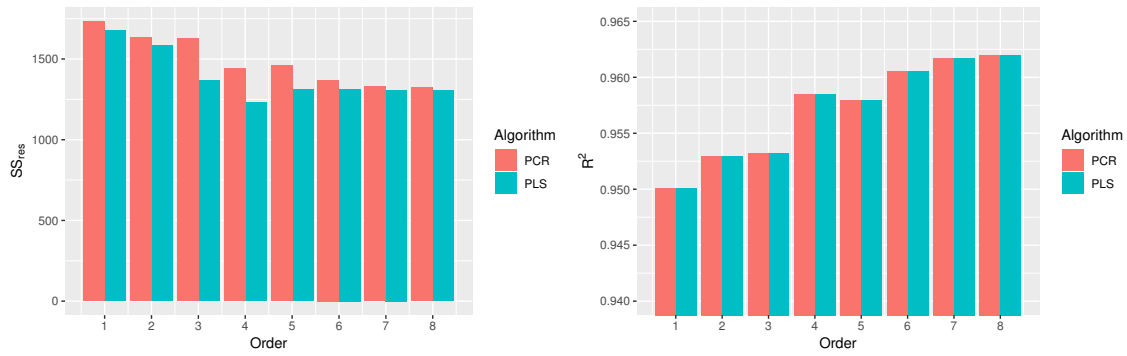 SS_res
1500
1000
500
0
1 2 3 4 5 6 7 8
Order
Algorithm
PCR
PLS
R²
0.965
0.960
0.955
0.950
0.945
0.940
1 2 3 4 5 6 7 8
Order
Algorithm
PCR
PLS